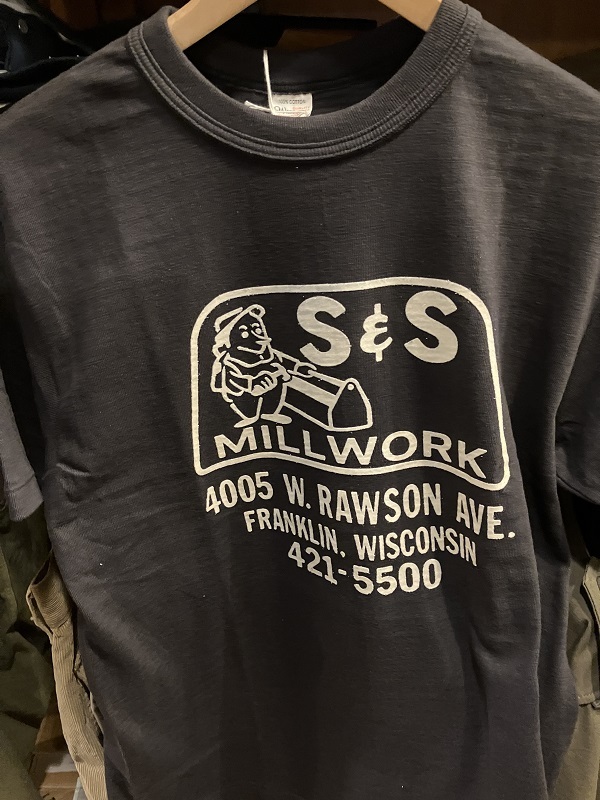 S & S
MILLWORK
4005 W. RAWSON AVE.
FRANKLIN, WISCONSIN
421-5500